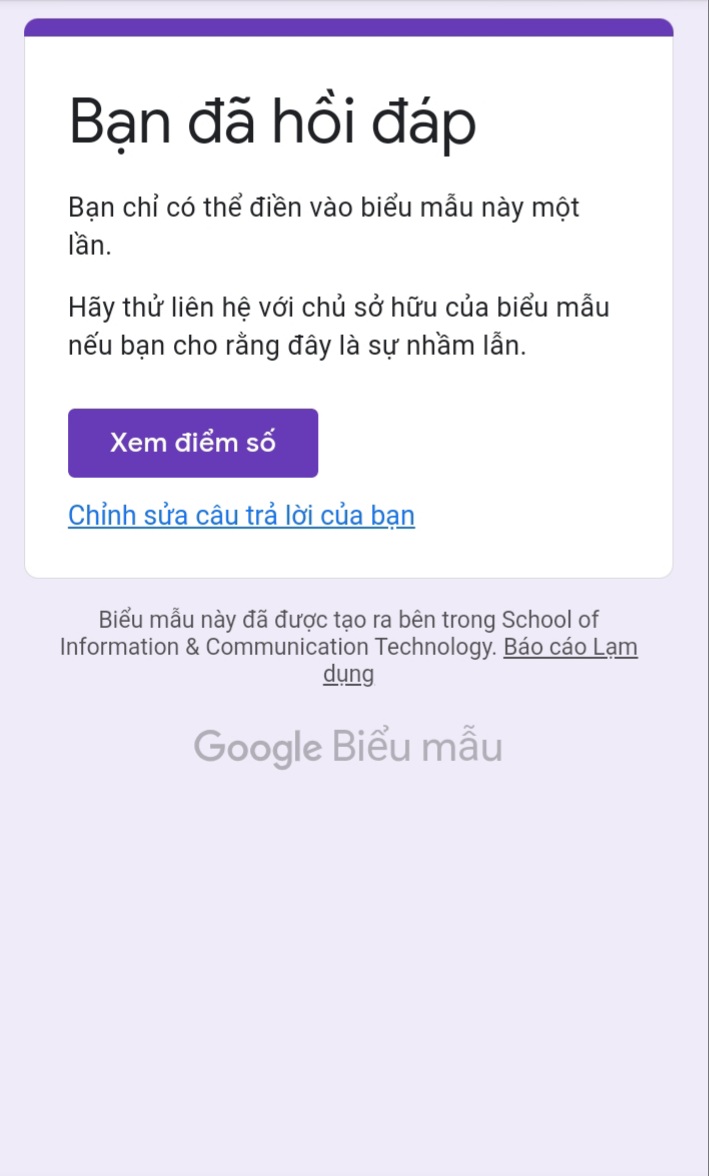 Bạn đã hồi đáp
Bạn chỉ có thể điền vào biểu mẫu này một
lần.
Hãy thử liên hệ với chủ sở hữu của biểu mẫu
nếu bạn cho rằng đây là sự nhầm lẫn.
Xem điểm số
Chỉnh sửa câu trả lời của bạn
Biểu mẫu này đã được tạo ra bên trong School of
Information & Communication Technology. Báo cáo Lạm
dụng
Google Biểu mẫu